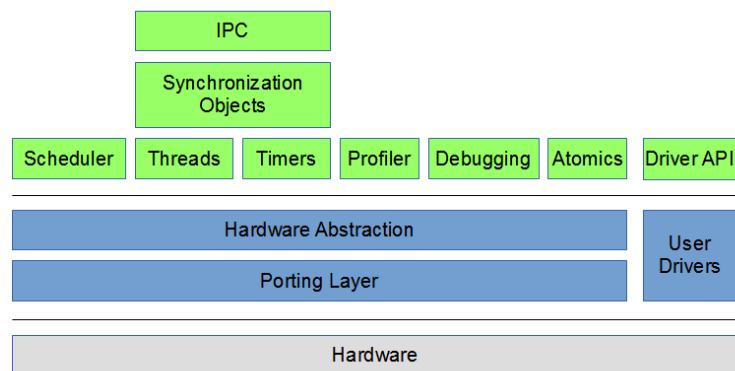 IPC
Synchronization
Objects
Scheduler Threads Timers Profiler Debugging Atomics Driver API
Hardware Abstraction
User
Drivers
Porting Layer
Hardware